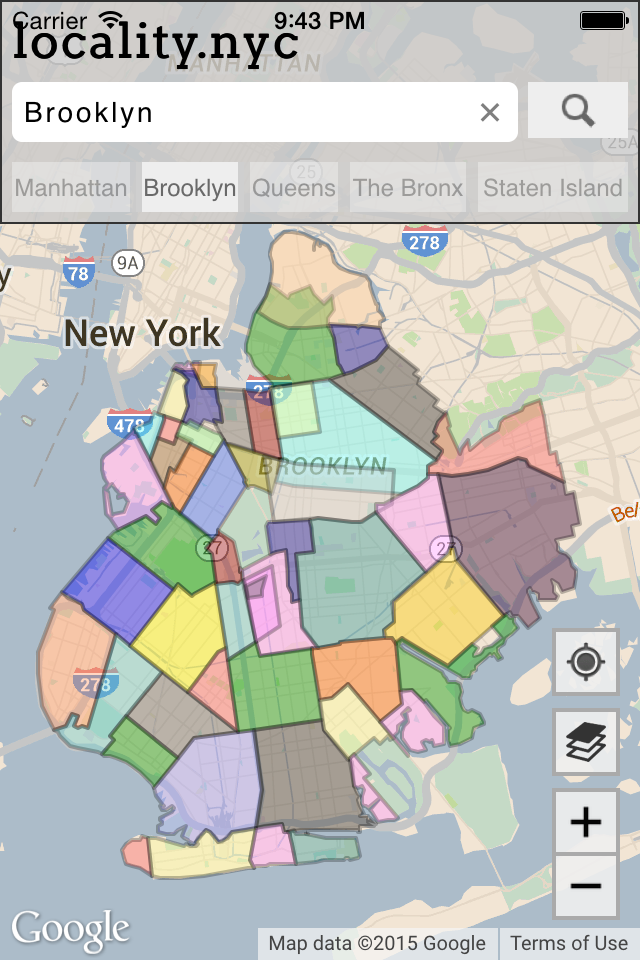 Carrier 9:43 PM
locality.nyc
MANHATTAN
Brooklyn
25A
25
Manhattan Brooklyn Queens The Bronx Staten Island
278
9A
78
y
New York
278
478
BROOKLYN
Be/
27
27
278
Google
Map data ©2015 Google Terms of Use